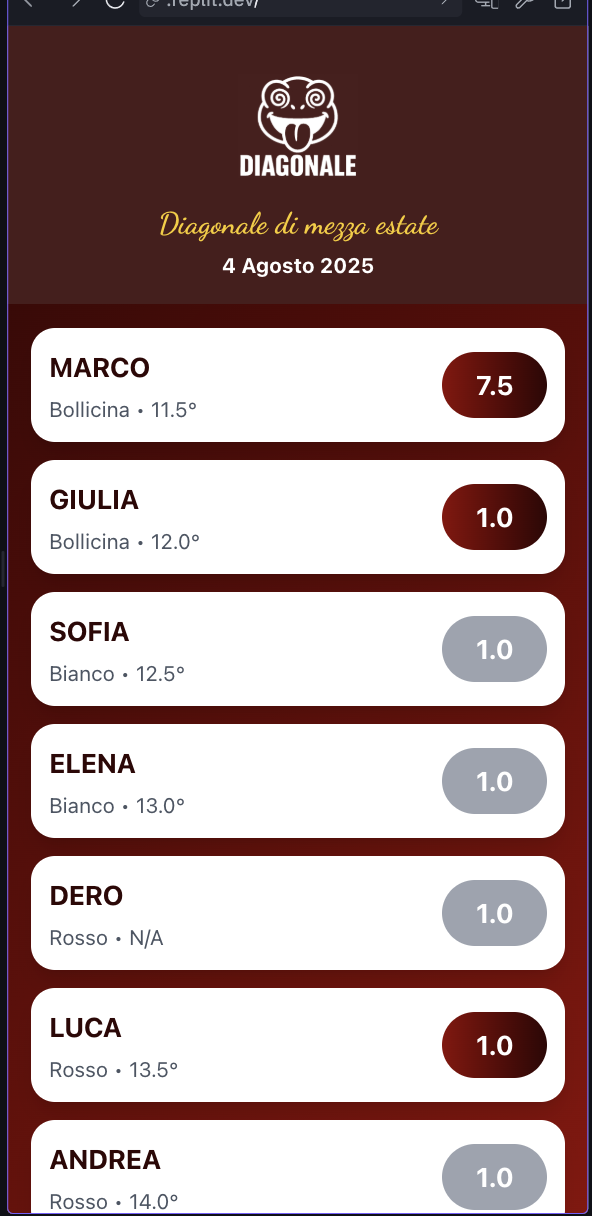 .replit.dev/
DIAGONALE
Diagonale di mezza estate
4 Agosto 2025
MARCO
Bollicina • 11.5°
7.5
GIULIA
Bollicina • 12.0°
1.0
SOFIA
Bianco • 12.5°
1.0
ELENA
Bianco • 13.0°
1.0
DERO
Rosso • N/A
1.0
LUCA
Rosso • 13.5°
1.0
ANDREA
Rosso • 14.0°
1.0